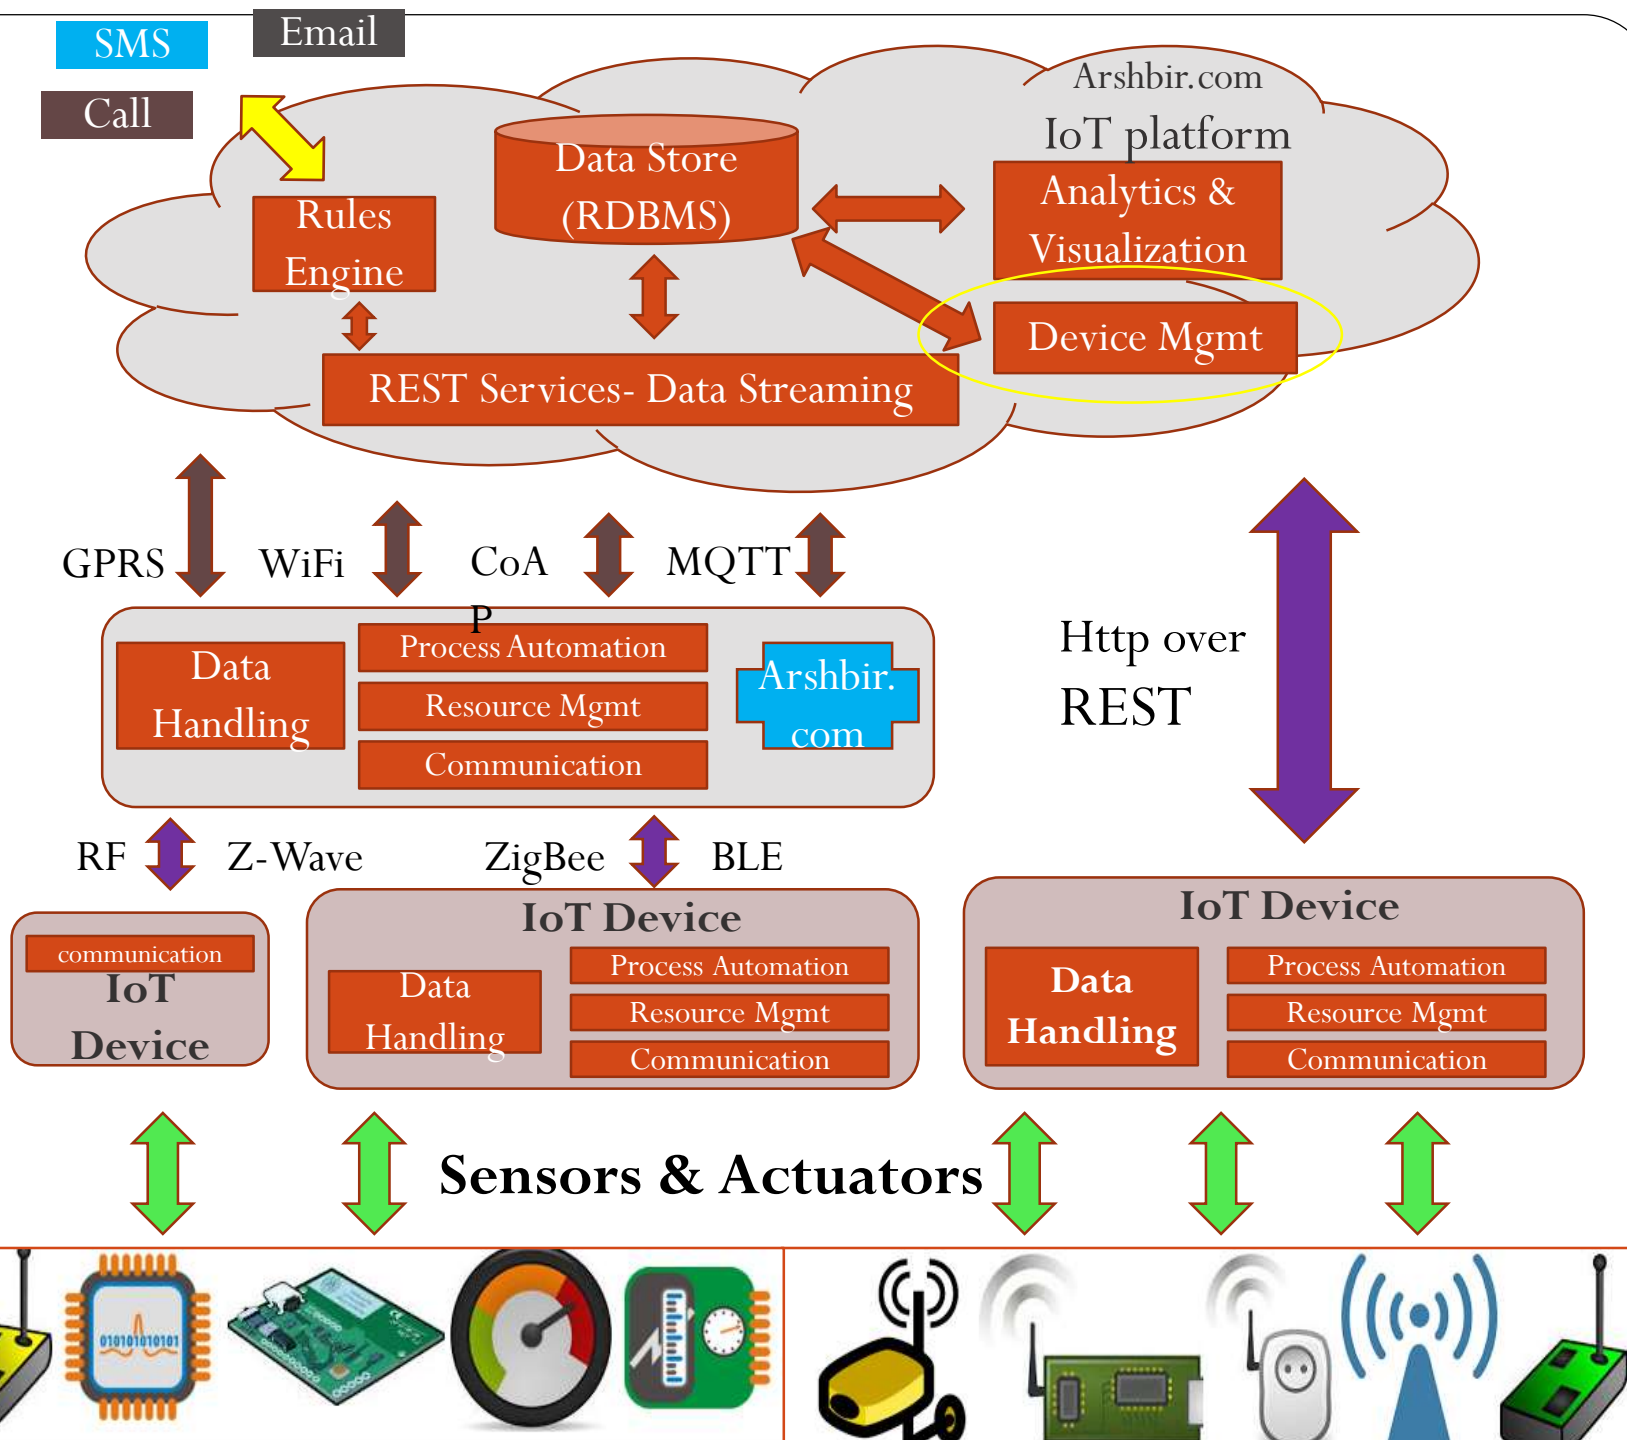 SMS
Email
Call
Arshbir.com
IoT platform
Data Store
(RDBMS)
Rules
Engine
Analytics &
Visualization
Device Mgmt
REST Services- Data Streaming
GPRS
WiFi
CoA
P
MQTT
Http over
REST
Data
Handling
Process Automation
Resource Mgmt
Communication
Arshbir.
com
RF
Z-Wave
ZigBee
BLE
communication
IoT
Device
IoT Device
Data
Handling
Process Automation
Resource Mgmt
Communication
IoT Device
Data
Handling
Process Automation
Resource Mgmt
Communication
Sensors & Actuators
010101010101